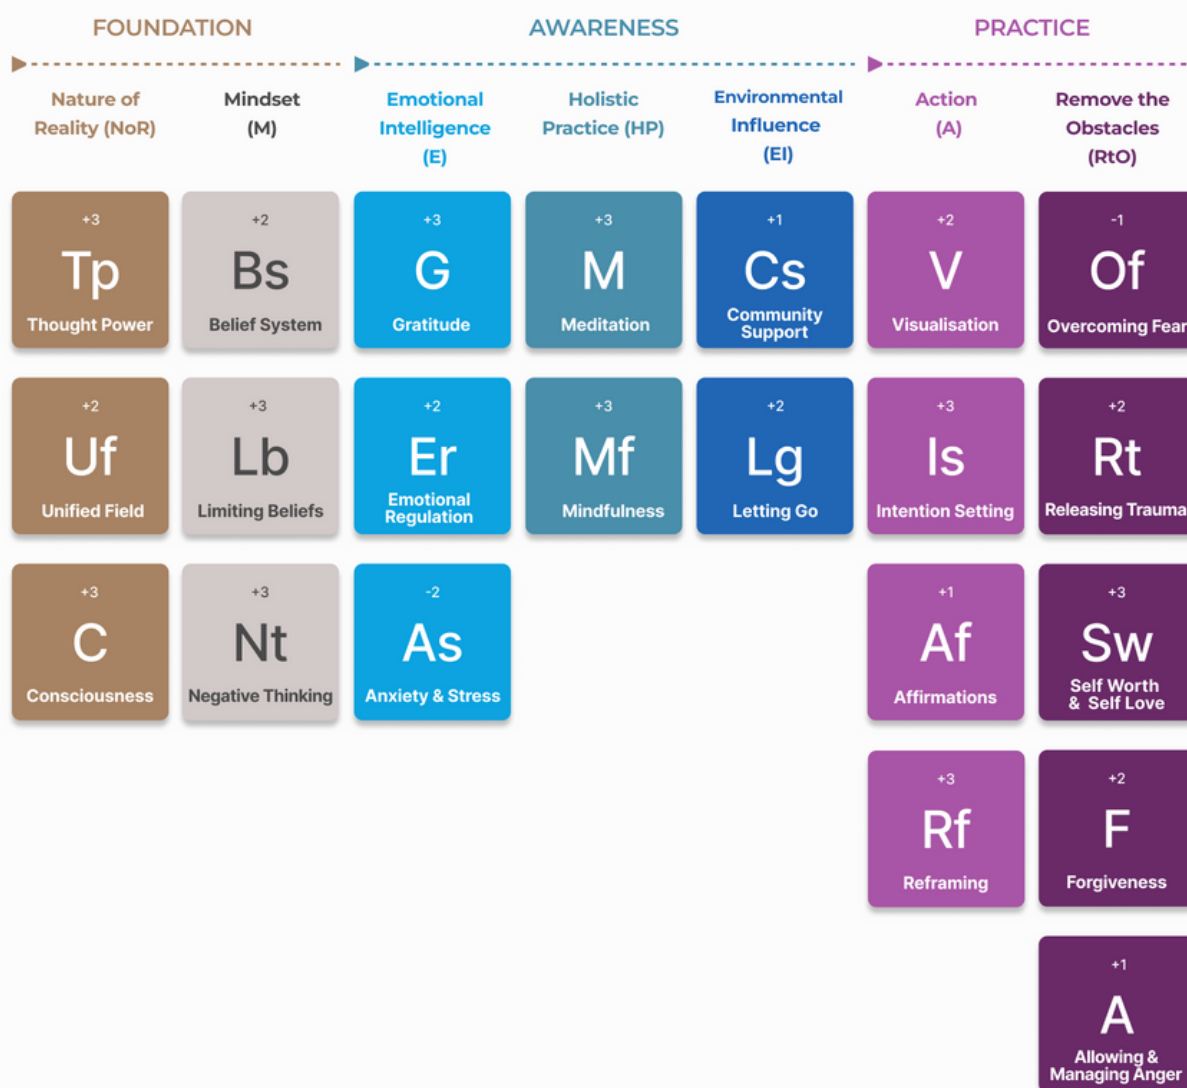 FOUNDATION
AWARENESS
PRACTICE
Nature of
Reality (NoR)
Mindset
(M)
Emotional
Intelligence
(E)
Holistic
Practice (HP)
Environmental
Influence
(EI)
Action
(A)
Remove the
Obstacles
(RtO)
+3
Tp
Thought Power
+2
Bs
Belief System
+3
G
Gratitude
+3
M
Meditation
+1
Cs
Community
Support
+2
V
Visualisation
-1
Of
Overcoming Fear
+2
Uf
Unified Field
+3
Lb
Limiting Beliefs
+2
Er
Emotional
Regulation
+3
Mf
Mindfulness
+2
Lg
Letting Go
+3
Is
Intention Setting
+2
Rt
Releasing Trauma
+3
C
Consciousness
+3
Nt
Negative Thinking
-2
As
Anxiety & Stress
+1
Af
Affirmations
+3
Sw
Self Worth
& Self Love
+3
Rf
Reframing
+2
F
Forgiveness
+1
A
Allowing &
Managing Anger